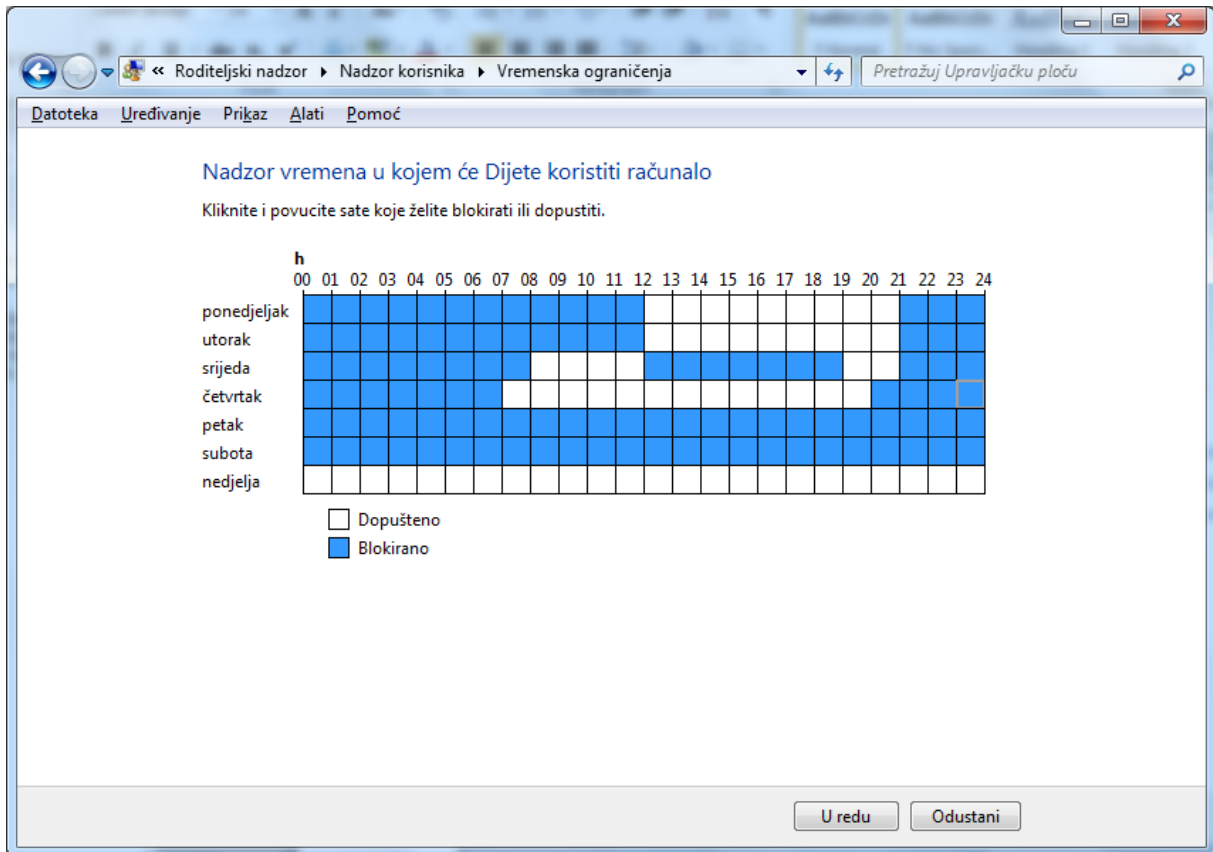 « Roditeljski nadzor ▸ Nadzor korisnika ▸ Vremenska ograničenja
Pretražuj Upravljačku ploču
Datoteka Uređivanje Prikaz Alati Pomoć
Nadzor vremena u kojem će Dijete koristiti računalo
Kliknite i povucite sate koje želite blokirati ili dopustiti.
h
00 01 02 03 04 05 06 07 08 09 10 11 12 13 14 15 16 17 18 19 20 21 22 23 24
ponedjeljak
utorak
srijeda
četvrtak
petak
subota
nedjelja
Dopušteno
Blokirano
U redu Odustani